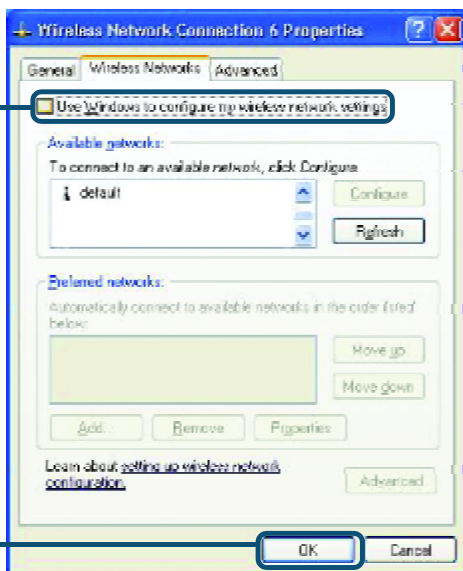 Wireless Network Connection 6 Properties
General Wireless Networks Advanced
Use Windows to configure my wireless network settings
Available networks:
To connect to an available network, click Configure
default
Configure
Refresh
Preferred networks:
Automatically connect to available networks in the order listed
below:
Move up
Move down
Add... Remove Properties
Learn about setting up wireless network
configuration.
Advanced
OK Cancel